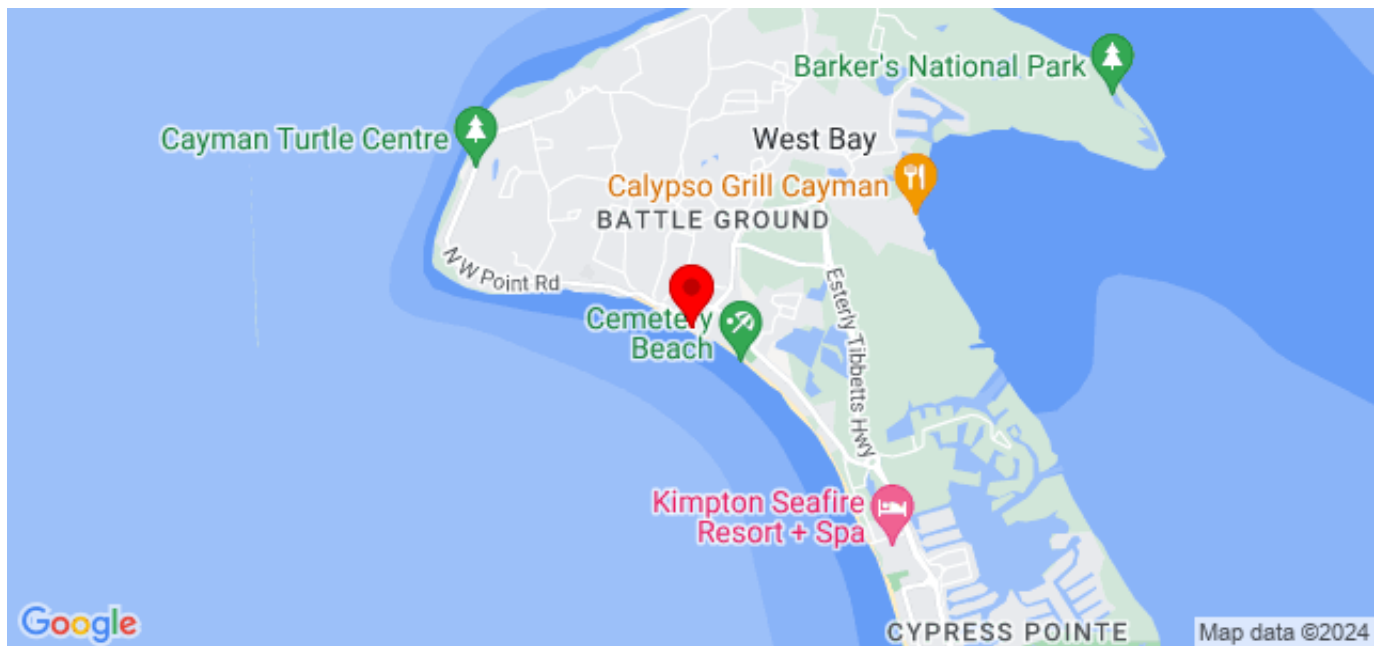 Barker's National Park
Cayman Turtle Centre
West Bay
Calypso Grill Cayman
BATTLE GROUND
N W Point Rd
Esterly Tibbetts Hwy
Cemetery
Beach
Kimpton Seafire
Resort + Spa
CYPRESS POINTE
Google
Map data ©2024